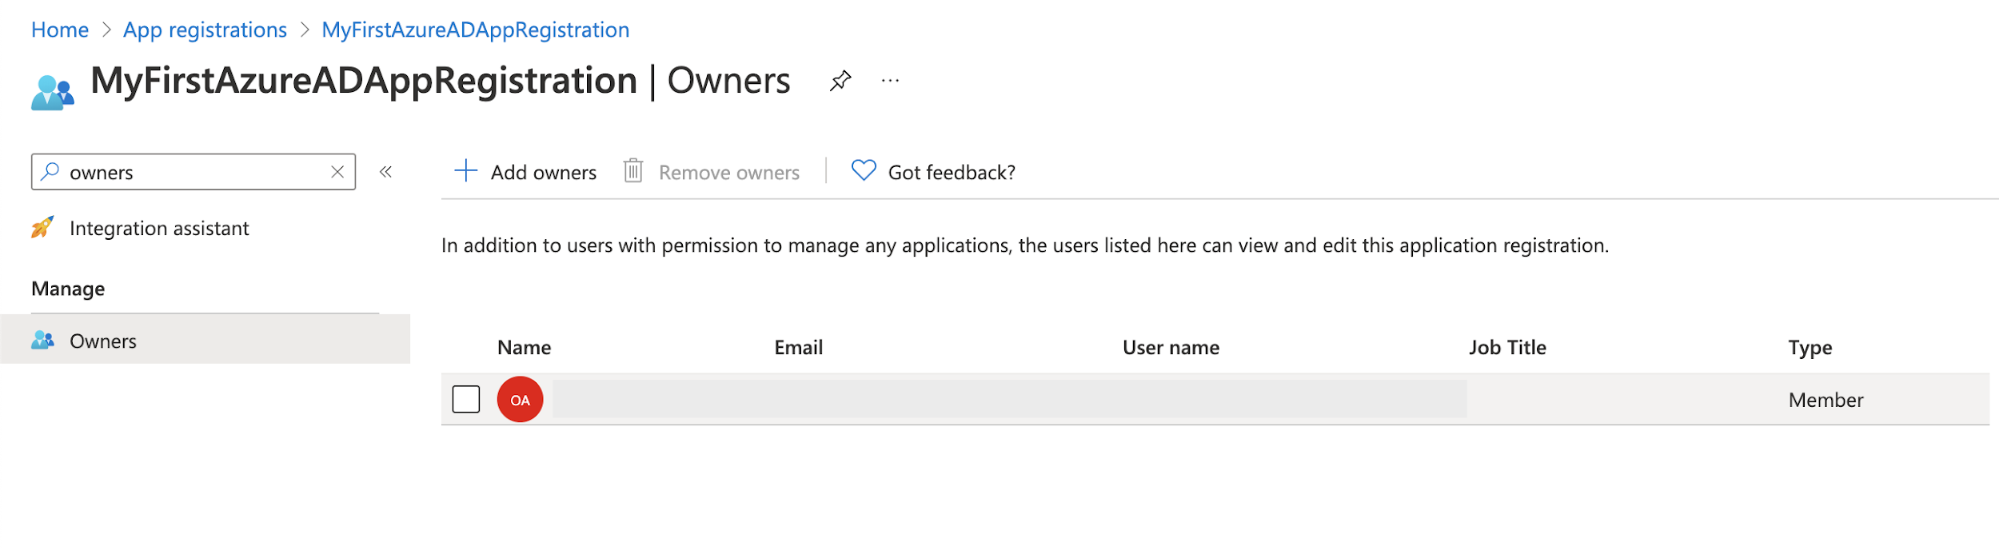 Home > App registrations > MyFirstAzureADAppRegistration
MyFirstAzureADAppRegistration | Owners ...
owners
Add owners Remove owners Got feedback?
Integration assistant
In addition to users with permission to manage any applications, the users listed here can view and edit this application registration.
Manage
Owners
Name Email User name Job Title Type
OA Member